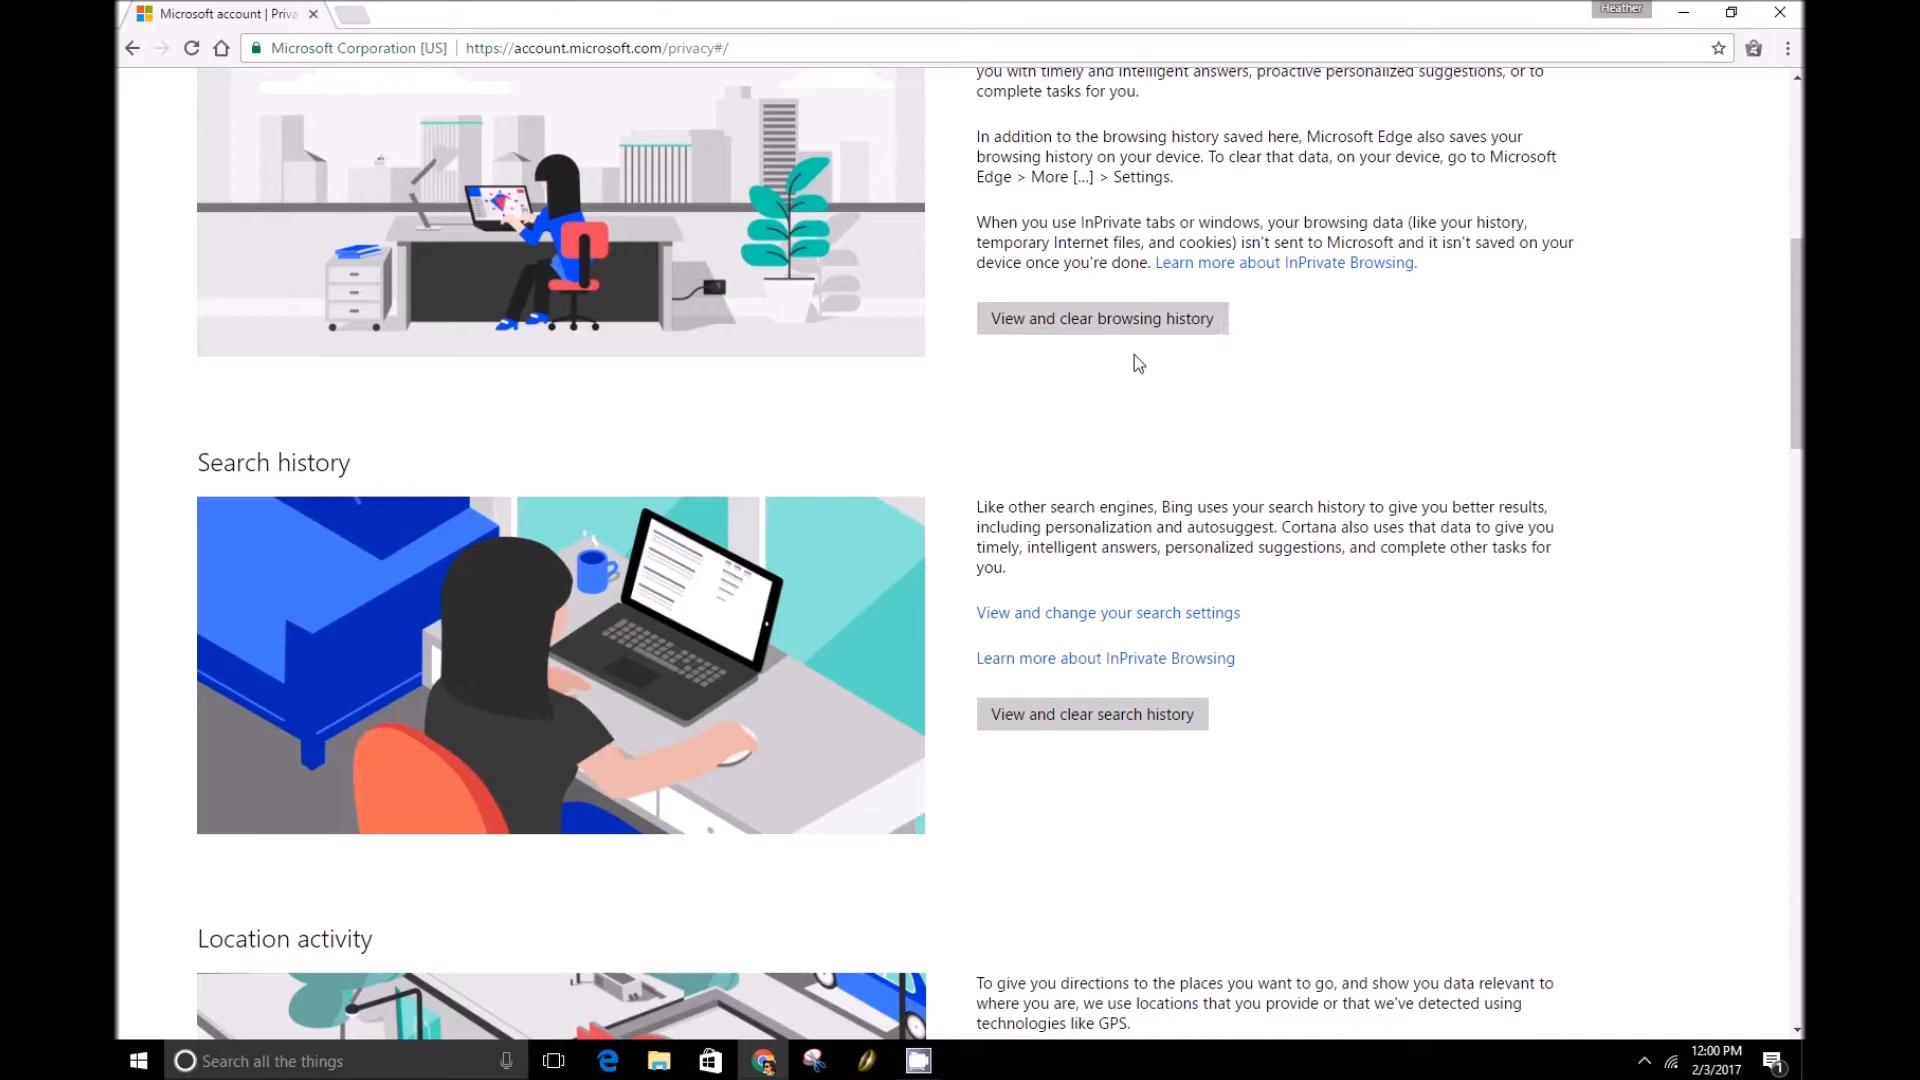 Microsoft account | Priva
Heather
Microsoft Corporation [US]
https://account.microsoft.com/privacy#/
you with timely and intelligent answers, proactive personalized suggestions, or to
complete tasks for you.
In addition to the browsing history saved here, Microsoft Edge also saves your
browsing history on your device. To clear that data, on your device, go to Microsoft
Edge > More [...] > Settings.
When you use InPrivate tabs or windows, your browsing data (like your history,
temporary Internet files, and cookies) isn't sent to Microsoft and it isn't saved on your
device once you're done. Learn more about InPrivate Browsing.
View and clear browsing history
Search history
Like other search engines, Bing uses your search history to give you better results,
including personalization and autosuggest. Cortana also uses that data to give you
timely, intelligent answers, personalized suggestions, and complete other tasks for
you.
View and change your search settings
Learn more about InPrivate Browsing
View and clear search history
Location activity
To give you directions to the places you want to go, and show you data relevant to
where you are, we use locations that you provide or that we've detected using
technologies like GPS.
Search all the things
12:00 PM
2/3/2017
1